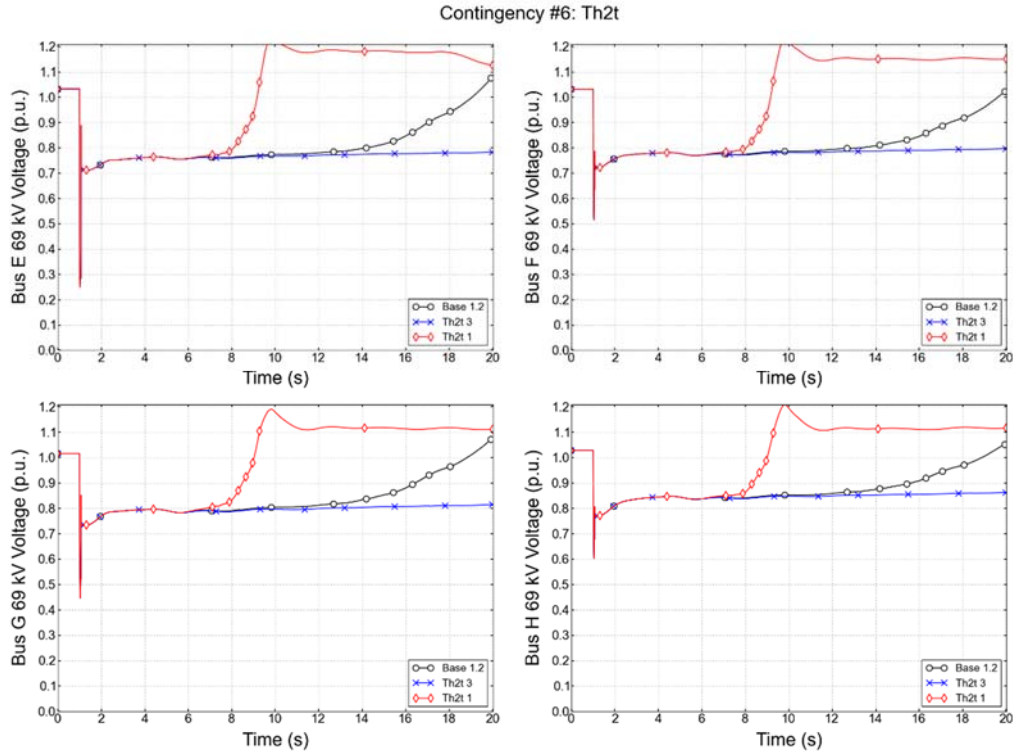 Contingency #6: Th2t
Bus E 69 kV Voltage (p.u.)
1.2
1.1
1.0
0.9
0.8
0.7
0.6
0.5
0.4
0.3
0.2
0.1
0.0
Base 1.2
Th2t 3
Th2t 1
0 2 4 6 8 10 12 14 16 18 20
Time (s)
Bus F 69 kV Voltage (p.u.)
1.2
1.1
1.0
0.9
0.8
0.7
0.6
0.5
0.4
0.3
0.2
0.1
0.0
Base 1.2
Th2t 3
Th2t 1
0 2 4 6 8 10 12 14 16 18 20
Time (s)
Bus G 69 kV Voltage (p.u.)
1.2
1.1
1.0
0.9
0.8
0.7
0.6
0.5
0.4
0.3
0.2
0.1
0.0
Base 1.2
Th2t 3
Th2t 1
0 2 4 6 8 10 12 14 16 18 20
Time (s)
Bus H 69 kV Voltage (p.u.)
1.2
1.1
1.0
0.9
0.8
0.7
0.6
0.5
0.4
0.3
0.2
0.1
0.0
Base 1.2
Th2t 3
Th2t 1
0 2 4 6 8 10 12 14 16 18 20
Time (s)